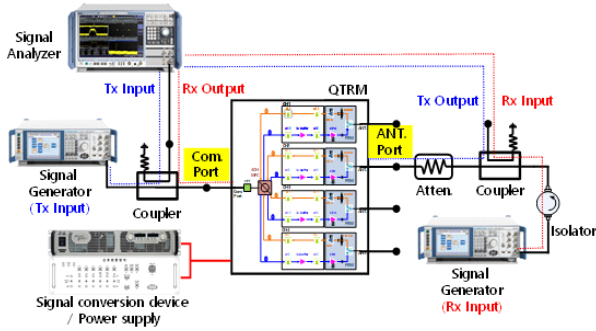 Signal
Analyzer
Tx Input
Rx Output
QTRM
Tx Output
Rx Input
ANT.
Port
Com.
Port
Signal
Generator
(Tx Input)
Coupler
Atten.
Coupler
Isolator
Signal
Generator
(Rx Input)
Signal conversion device
/ Power supply